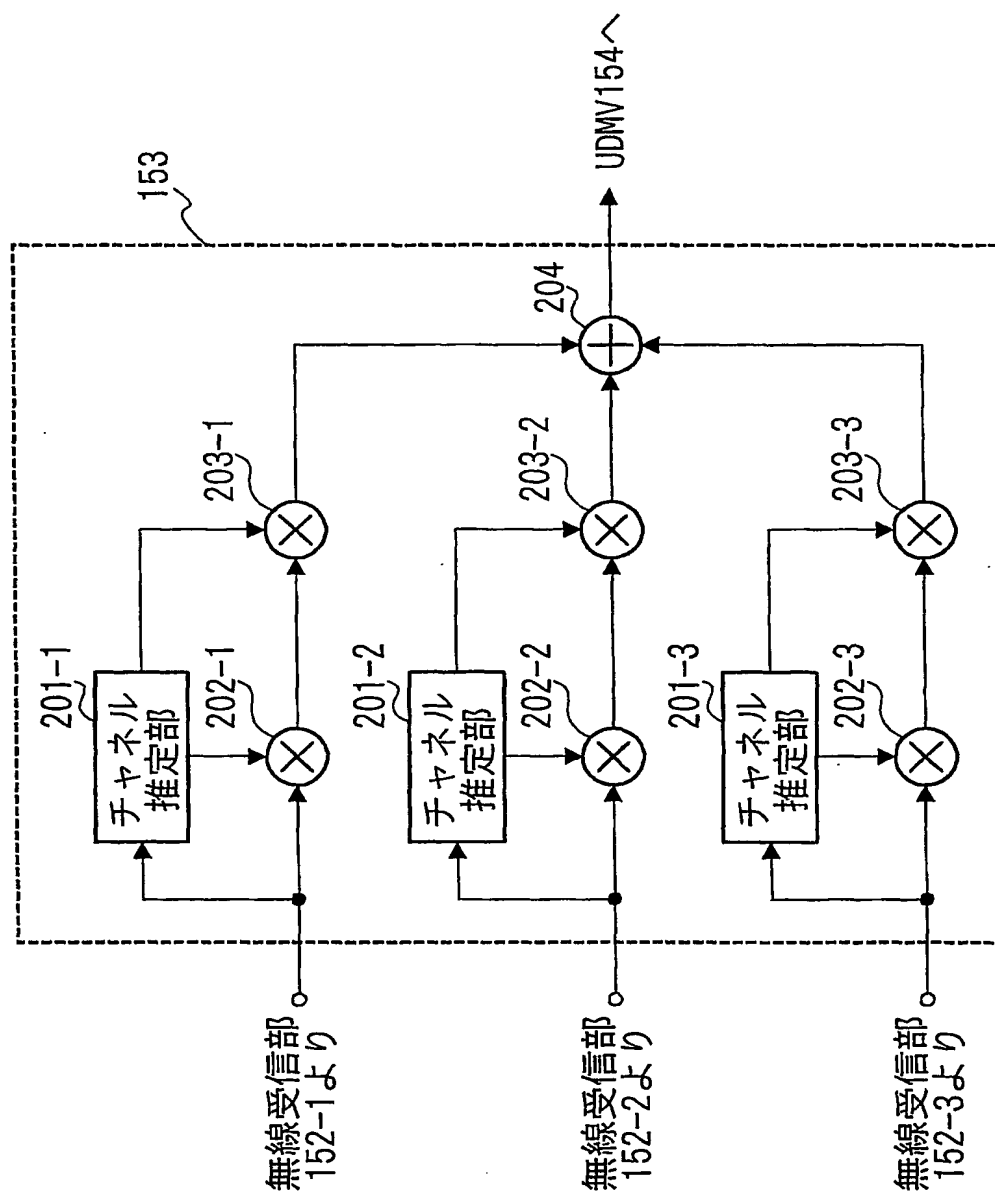 153
201-1
チャネル
推定部
202-1
203-1
204
UDMV154へ
無線受信部
152-1より
201-2
チャネル
推定部
202-2
203-2
無線受信部
152-2より
201-3
チャネル
推定部
202-3
203-3
無線受信部
152-3より